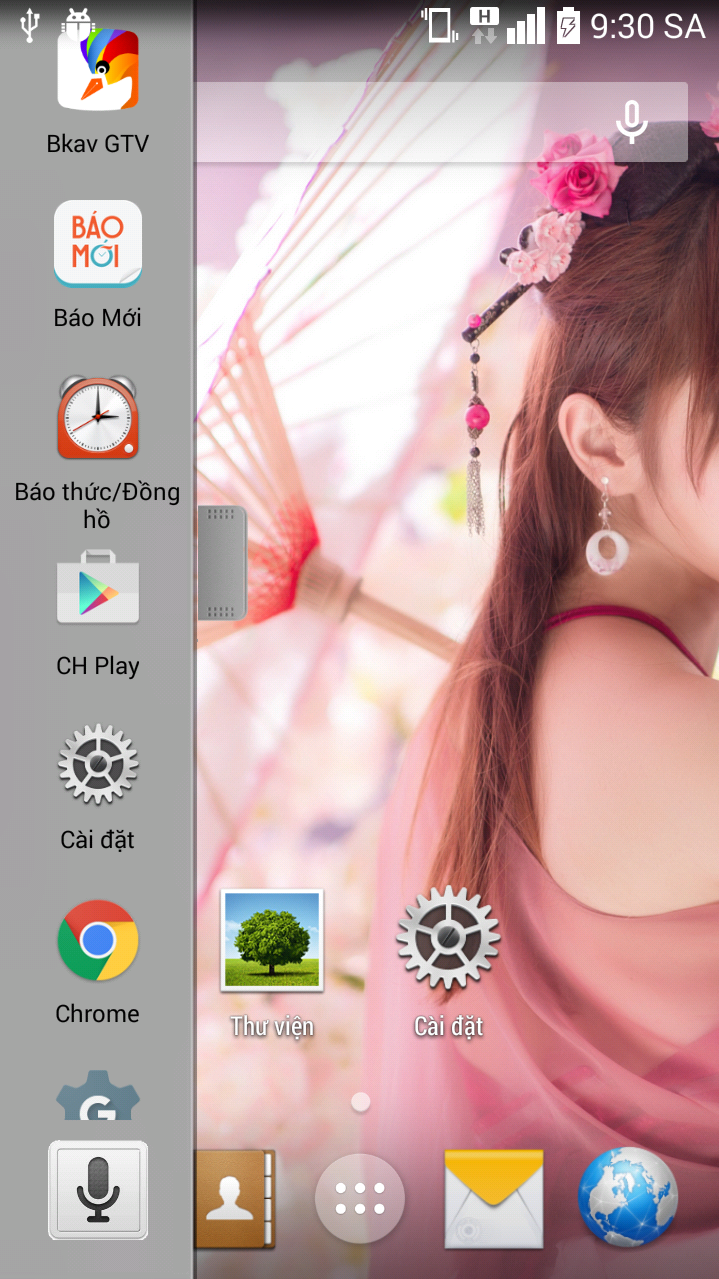 H
9:30 SA
Bkav GTV
BÁO
MỚI
Báo Mới
Báo thức/Đồng
hồ
CH Play
Cài đặt
Chrome
G
Thư viện
Cài đặt